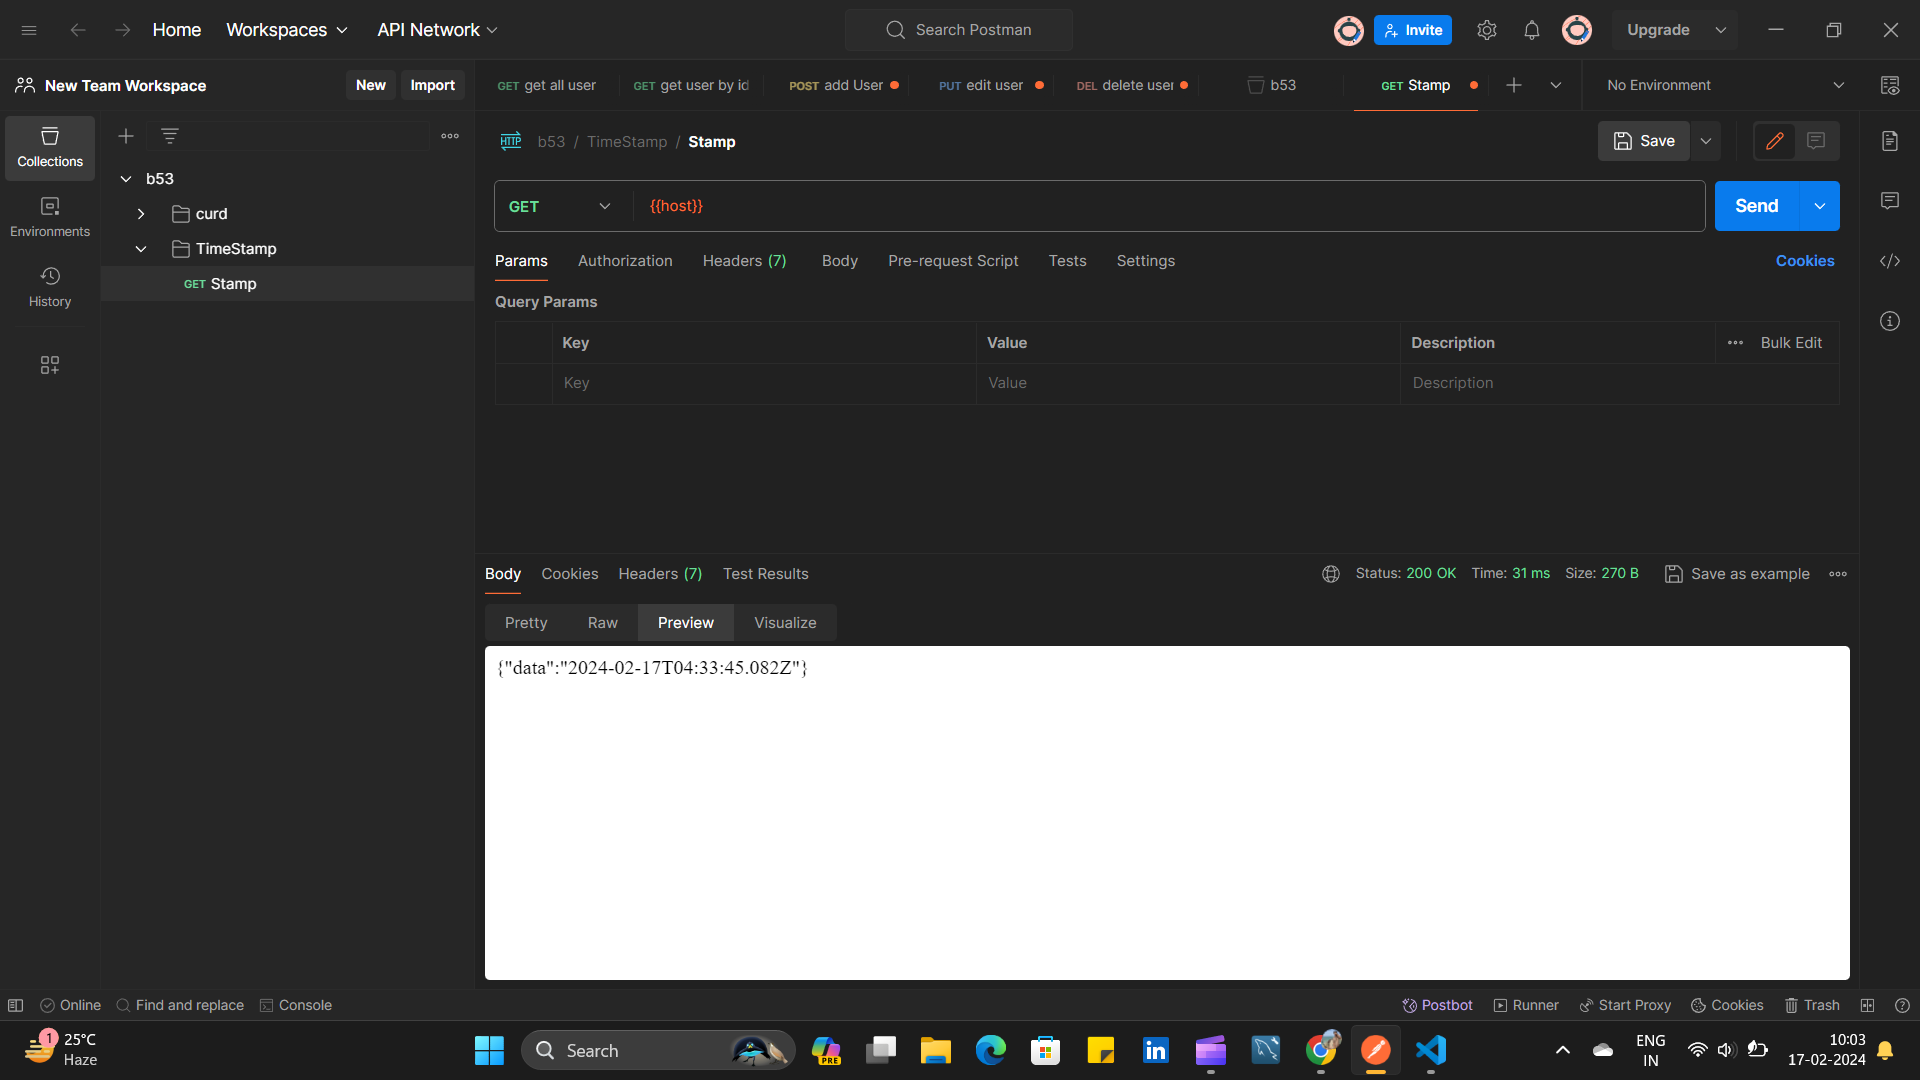 Home
Workspaces
API Network
Search Postman
Invite
Upgrade
New Team Workspace
New
Import
GET get all user
GET get user by id
POST add User
PUT edit user
DEL delete user
b53
GET Stamp
No Environment
Collections
Environments
History
b53
curd
TimeStamp
GET Stamp
HTTP b53 / TimeStamp / Stamp
Save
GET
{{host}}
Send
Params
Authorization
Headers (7)
Body
Pre-request Script
Tests
Settings
Cookies
Query Params
Key
Value
Description
Bulk Edit
Key
Value
Description
Body
Cookies
Headers (7)
Test Results
Status: 200 OK
Time: 31 ms
Size: 270 B
Save as example
Pretty
Raw
Preview
Visualize
{"data":"2024-02-17T04:33:45.082Z"}
Online
Find and replace
Console
Postbot
Runner
Start Proxy
Cookies
Trash
1
25°C
Haze
Search
PRE
in
ENG
IN
10:03
17-02-2024